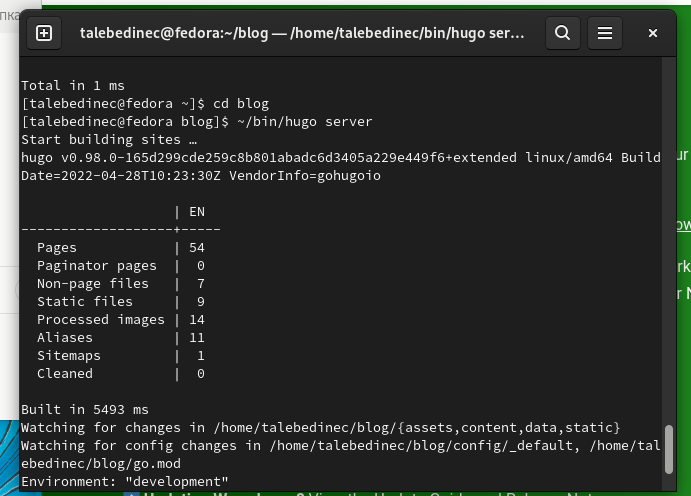 пка
talebedinec@fedora:~/blog — /home/talebedinec/bin/hugo ser…
Total in 1 ms
[talebedinec@fedora ~]$ cd blog
[talebedinec@fedora blog]$ ~/bin/hugo server
Start building sites …
hugo v0.98.0-165d299cde259c8b801abadc6d3405a229e449f6+extended linux/amd64 Build
Date=2022-04-28T10:23:30Z VendorInfo=gohugoio
| EN
-------------------+-----
Pages | 54
Paginator pages | 0
Non-page files | 7
Static files | 9
Processed images | 14
Aliases | 11
Sitemaps | 1
Cleaned | 0
Built in 5493 ms
Watching for changes in /home/talebedinec/blog/{assets,content,data,static}
Watching for config changes in /home/talebedinec/blog/config/_default, /home/tal
ebedinec/blog/go.mod
Environment: "development"